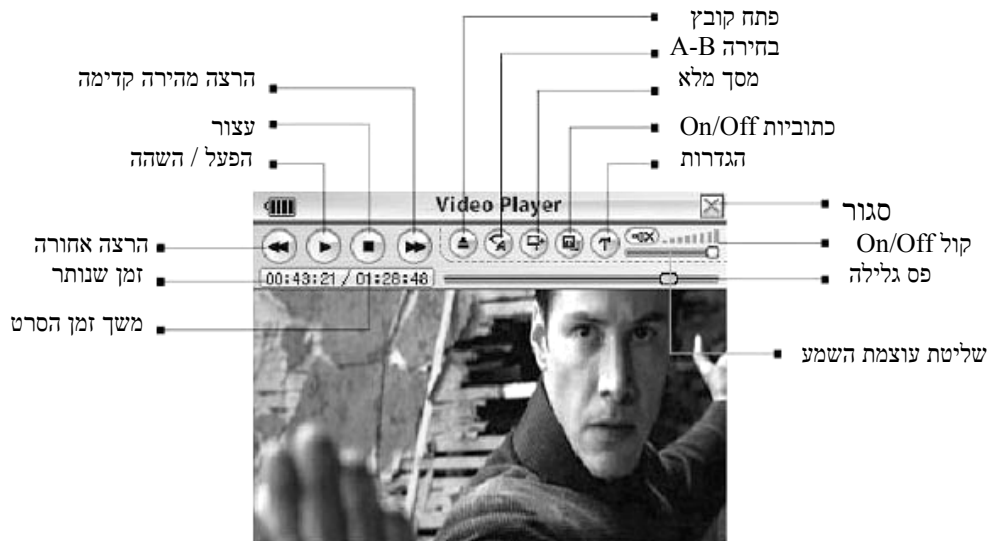 פתח קובץ
בחירה A-B
מסך מלא
כתוביות On/Off
הגדרות
הרצה מהירה קדימה
עצור
הפעל / השהה
Video Player
סגור
קול On/Off
פס גלילה
הרצה אחורה
זמן שנותר
משך זמן הסרט
00:43:21 / 01:28:48
שליטת עוצמת השמע